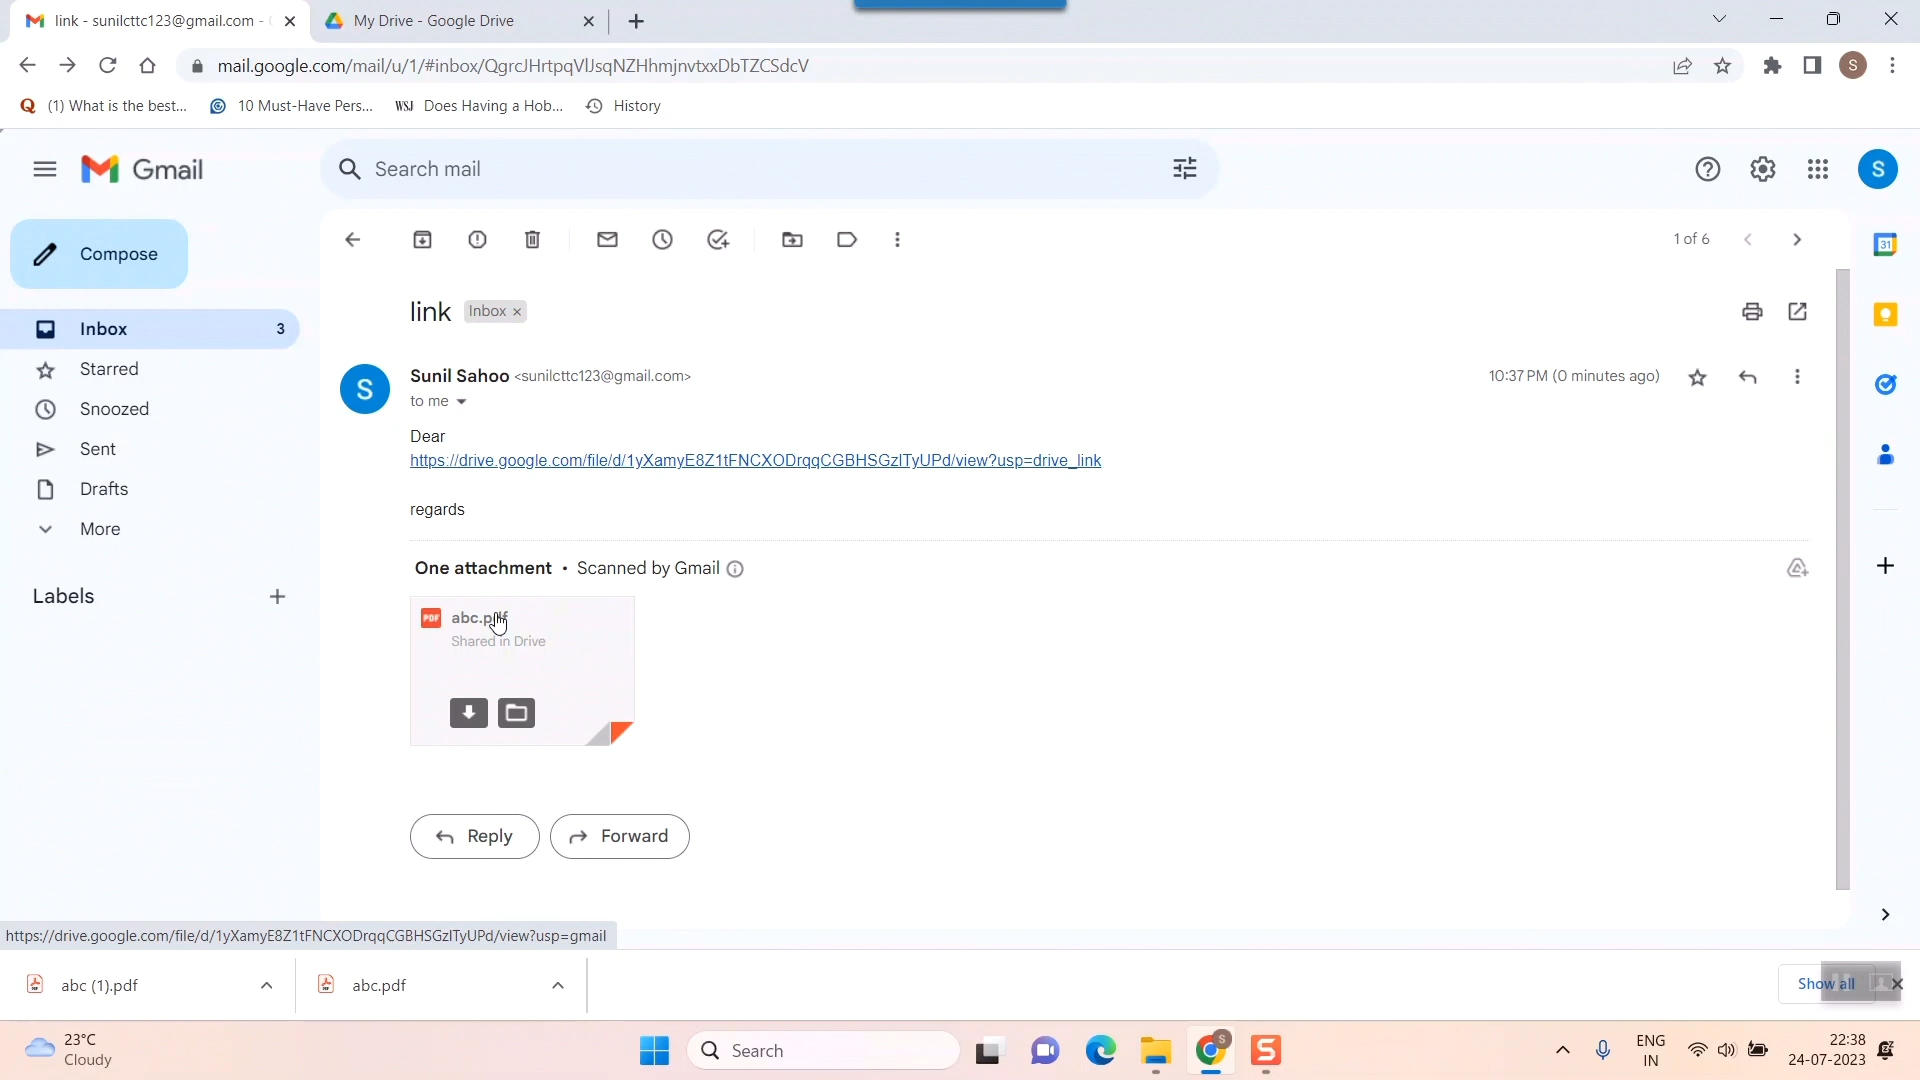 link - sunilcttc123@gmail.com -
My Drive - Google Drive
mail.google.com/mail/u/1/#inbox/QgrcJHrtpqVlJsqNZHhmjnvtxxDbTZCSdcV
S
(1) What is the best...
10 Must-Have Pers...
WSJ Does Having a Hob...
History
Gmail
Search mail
S
Compose
1 of 6
Inbox 3
Starred
Snoozed
Sent
Drafts
More
Labels
31
link Inbox ×
S
Sunil Sahoo <sunilcttc123@gmail.com>
10:37 PM (0 minutes ago)
to me
Dear
https://drive.google.com/file/d/1yXamyE8Z1tFNCXODrqqCGBHSGzlTyUPd/view?usp=drive_link
regards
One attachment • Scanned by Gmail
PDF abc.pdf
Shared in Drive
Reply
Forward
https://drive.google.com/file/d/1yXamyE8Z1tFNCXODrqqCGBHSGzlTyUPd/view?usp=gmail
abc (1).pdf
abc.pdf
Show all
23°C
Cloudy
Search
S
S
ENG
IN
22:38
24-07-2023